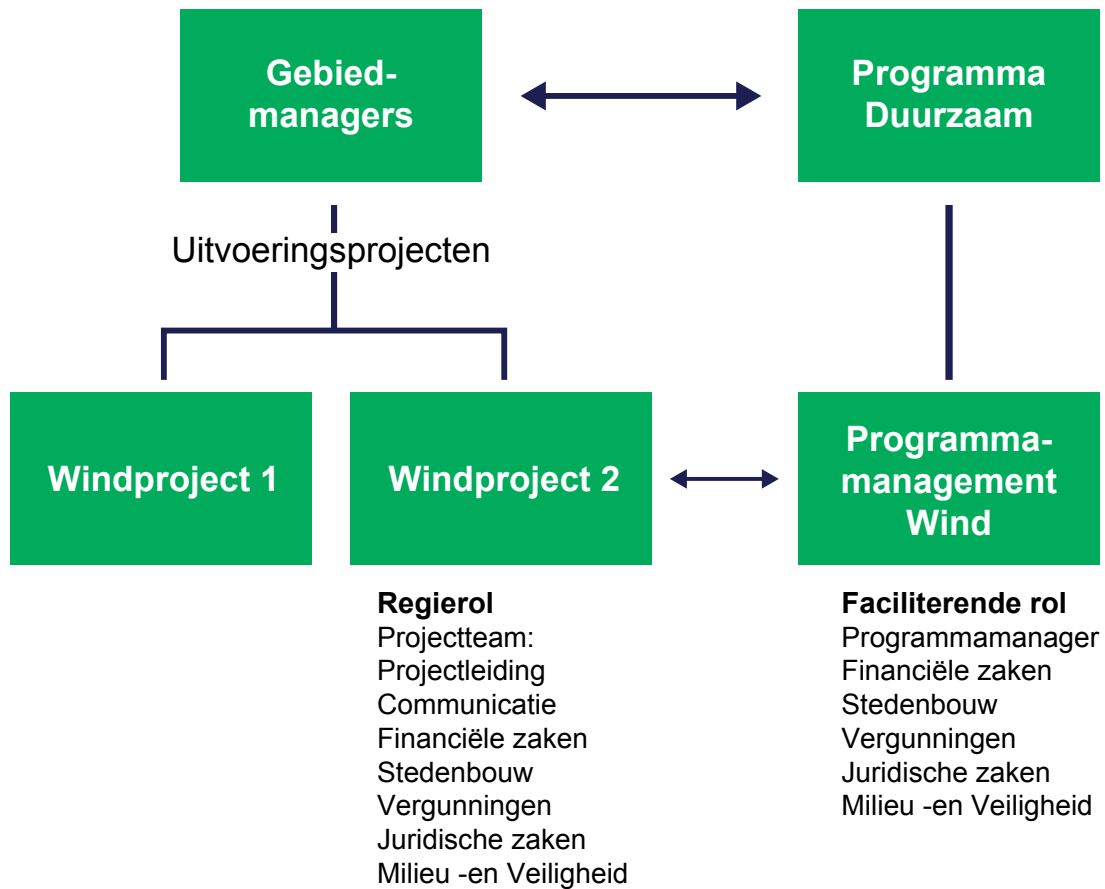 Gebied-
managers
Programma
Duurzaam
Uitvoeringsprojecten
Windproject 1
Windproject 2
Programma-
management
Wind
Regierol
Projectteam:
Projectleiding
Communicatie
Financiële zaken
Stedenbouw
Vergunningen
Juridische zaken
Milieu -en Veiligheid
Faciliterende rol
Programmamanager
Financiële zaken
Stedenbouw
Vergunningen
Juridische zaken
Milieu -en Veiligheid